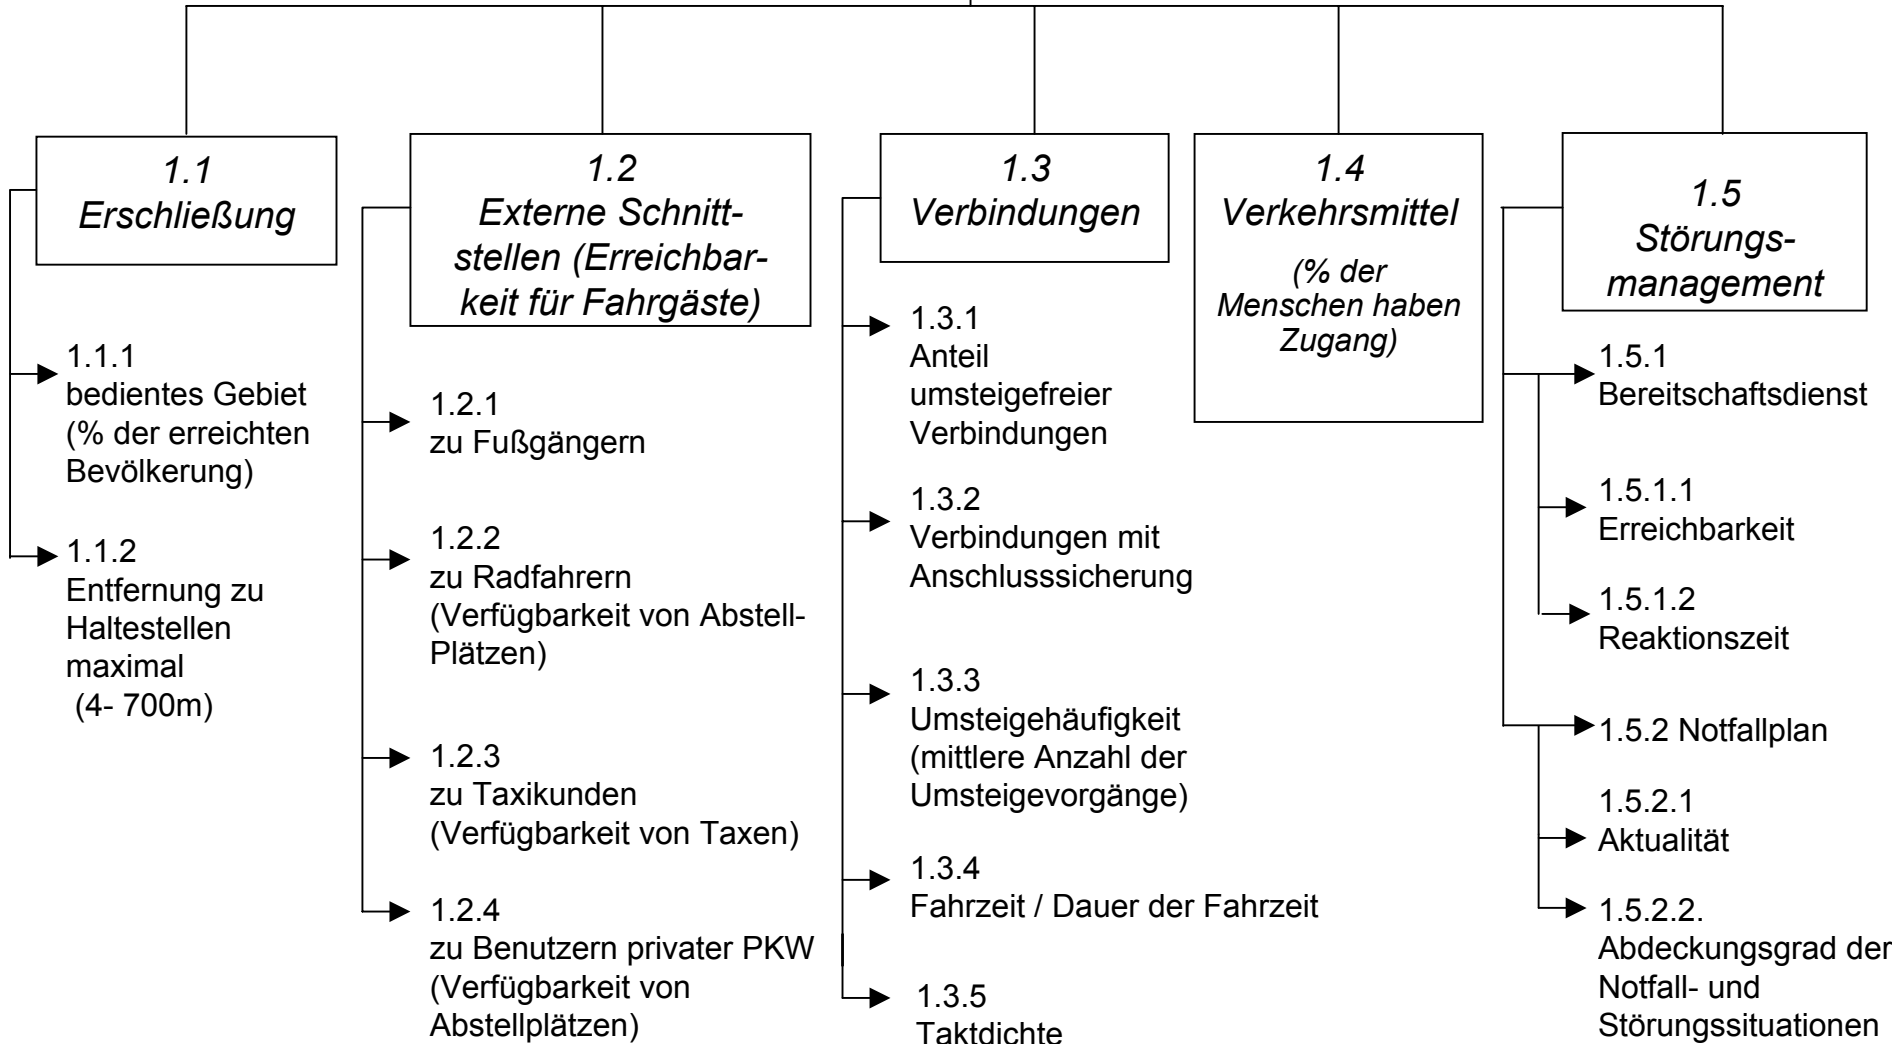 1.1
Erschließung
1.1.1
bedientes Gebiet
(% der erreichten
Bevölkerung)
1.1.2
Entfernung zu
Haltestellen
maximal
(4- 700m)
1.2
Externe Schnitt-
stellen (Erreichbar-
keit für Fahrgäste)
1.2.1
zu Fußgängern
1.2.2
zu Radfahrern
(Verfügbarkeit von Abstell-
Plätzen)
1.2.3
zu Taxikunden
(Verfügbarkeit von Taxen)
1.2.4
zu Benutzern privater PKW
(Verfügbarkeit von
Abstellplätzen)
1.3
Verbindungen
1.3.1
Anteil
umsteigefreier
Verbindungen
1.3.2
Verbindungen mit
Anschlusssicherung
1.3.3
Umsteigehäufigkeit
(mittlere Anzahl der
Umsteigevorgänge)
1.3.4
Fahrzeit / Dauer der Fahrzeit
1.3.5
Taktdichte
1.4
Verkehrsmittel
(% der
Menschen haben
Zugang)
1.5
Störungs-
management
1.5.1
Bereitschaftsdienst
1.5.1.1
Erreichbarkeit
1.5.1.2
Reaktionszeit
1.5.2 Notfallplan
1.5.2.1
Aktualität
1.5.2.2.
Abdeckungsgrad der
Notfall- und
Störungssituationen